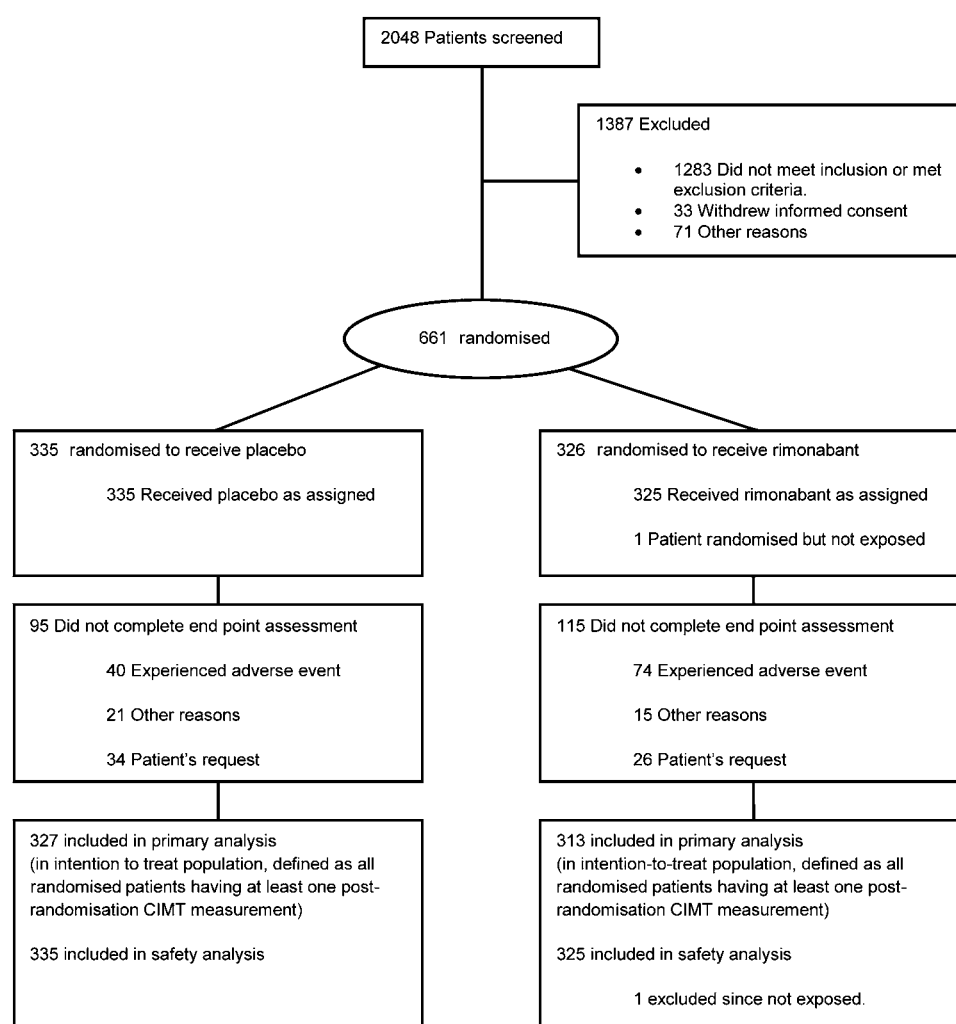 2048 Patients screened
1387 Excluded
• 1283 Did not meet inclusion or met
exclusion criteria.
• 33 Withdrew informed consent
• 71 Other reasons
661 randomised
335 randomised to receive placebo
335 Received placebo as assigned
326 randomised to receive rimonabant
325 Received rimonabant as assigned
1 Patient randomised but not exposed
95 Did not complete end point assessment
40 Experienced adverse event
21 Other reasons
34 Patient's request
115 Did not complete end point assessment
74 Experienced adverse event
15 Other reasons
26 Patient's request
327 included in primary analysis
(in intention to treat population, defined as all
randomised patients having at least one post-
randomisation CIMT measurement)
335 included in safety analysis
313 included in primary analysis
(in intention-to-treat population, defined as all
randomised patients having at least one post-
randomisation CIMT measurement)
325 included in safety analysis
1 excluded since not exposed.